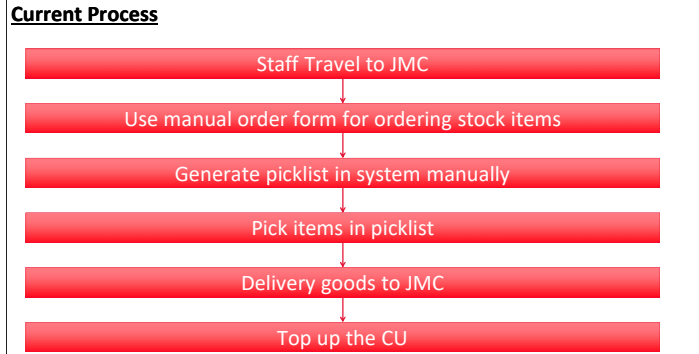 Current Process
Staff Travel to JMC
Use manual order form for ordering stock items
Generate picklist in system manually
Pick items in picklist
Delivery goods to JMC
Top up the CU